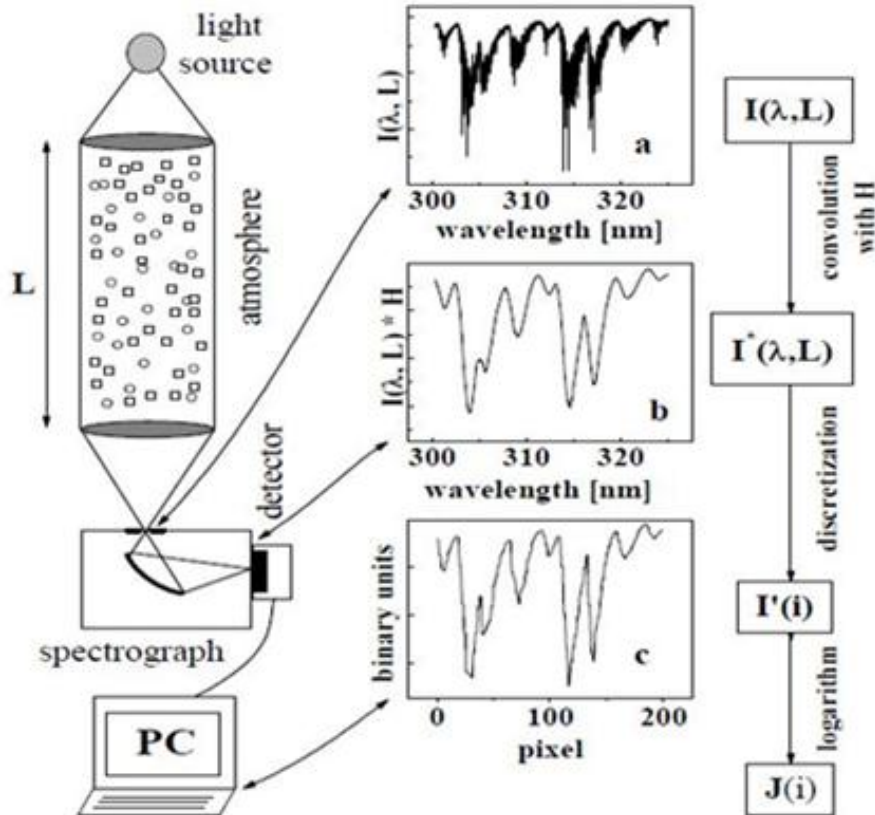 light
source
L
atmosphere
detector
spectrograph
PC
I(λ, L)
a
300 310 320
wavelength [nm]
I(λ, L) * H
b
300 310 320
wavelength [nm]
binary units
c
0 100 200
pixel
I(λ,L)
convolution
with H
I*(λ,L)
discretization
I'(i)
logarithm
J(i)